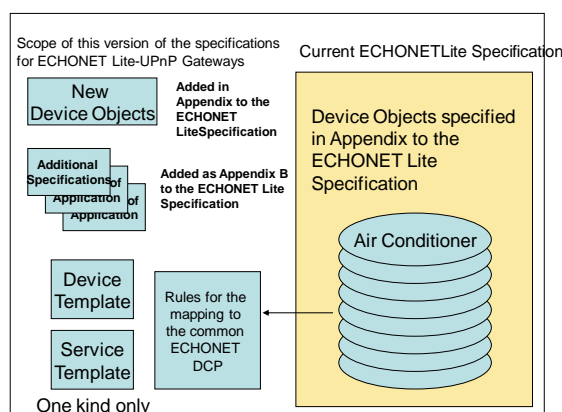 Scope of this version of the specifications
for ECHONET Lite-UPnP Gateways
New
Device Objects
Added in
Appendix to the
ECHONET
LiteSpecification
Additional
Specifications
of
Application
of
Application
Added as Appendix B
to the ECHONET Lite
Specification
Device
Template
Service
Template
One kind only
Rules for the
mapping to
the common
ECHONET
DCP
Current ECHONETLite Specification
Device Objects specified
in Appendix to the
ECHONET Lite
Specification
Air Conditioner